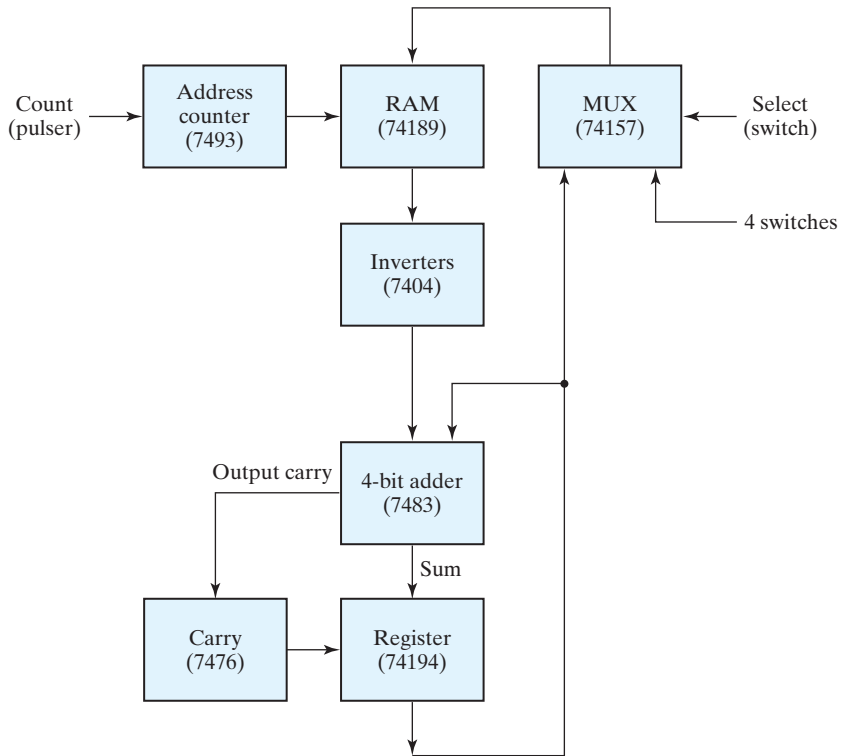 Count
(pulser)
Address
counter
(7493)
RAM
(74189)
MUX
(74157)
Select
(switch)
4 switches
Inverters
(7404)
Output carry
4-bit adder
(7483)
Sum
Carry
(7476)
Register
(74194)